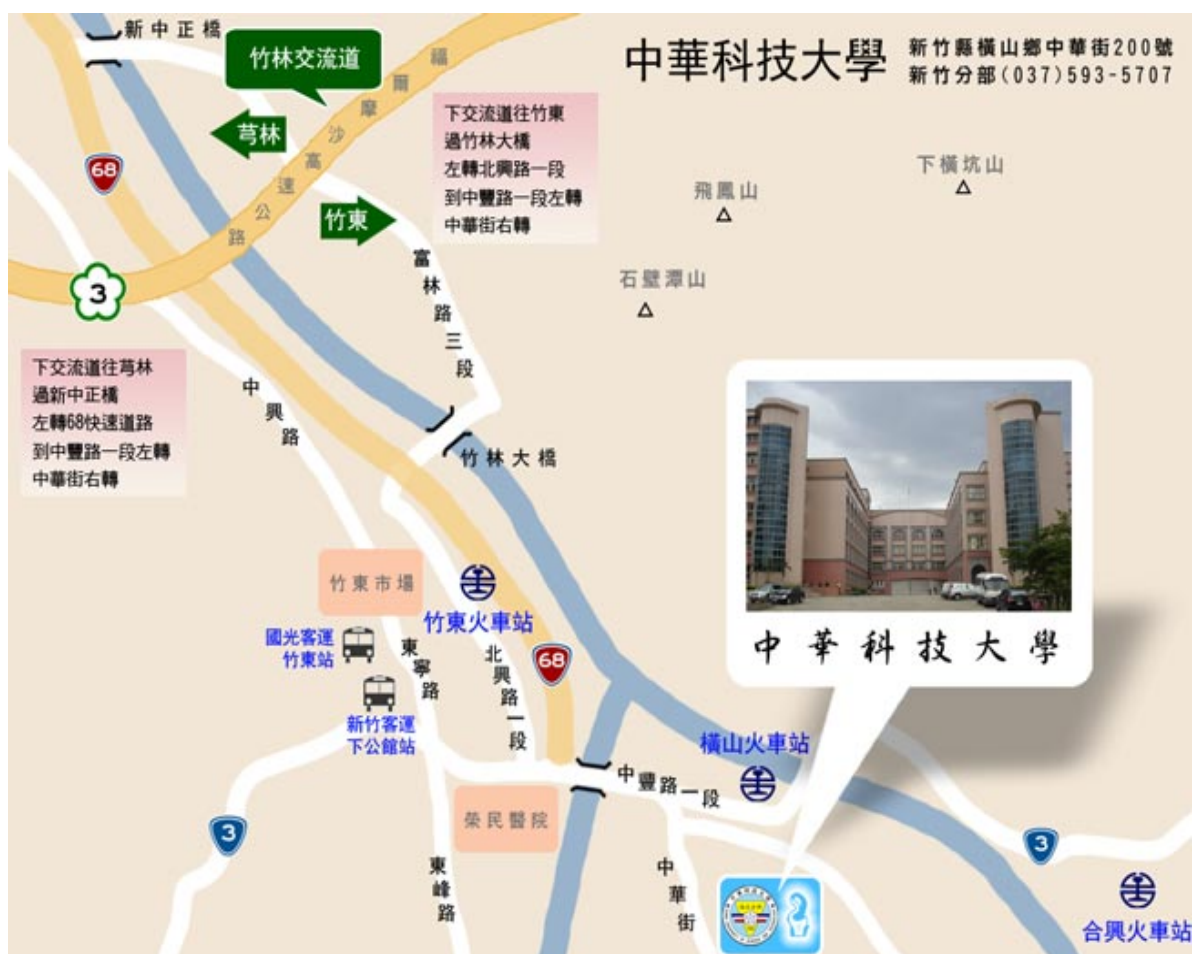 新中正橋
竹林交流道
福爾摩沙高速公路
中華科技大學
新竹縣橫山鄉中華街200號
新竹分部(037)593-5707
芎林
68
竹東
下交流道往竹東
過竹林大橋
左轉北興路一段
到中豐路一段左轉
中華街右轉
飛鳳山
下橫坑山
石壁潭山
3
富林路三段
下交流道往芎林
過新中正橋
左轉68快速道路
到中豐路一段左轉
中華街右轉
中興路
竹林大橋
竹東市場
竹東火車站
國光客運
竹東站
東寧路
北興路一段
68
新竹客運
下公館站
中華科技大學
橫山火車站
中豐路一段
榮民醫院
3
3
東峰路
中華街
合興火車站